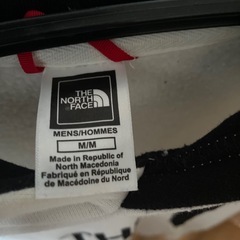 THE
NORTH
FACE
MENS/HOMMES
M/M
Made in Republic of
North Macedonia
Fabriqué en République
de Macédoine du Nord